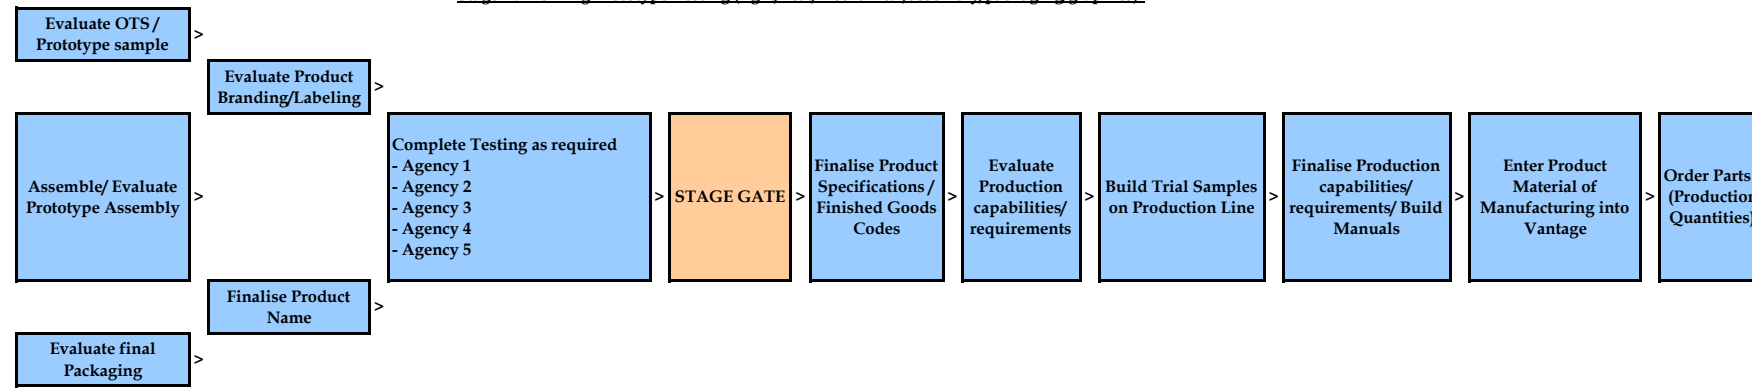 Evaluate OTS /
Prototype sample
>
Evaluate Product
Branding/Labeling
>
Assemble/ Evaluate
Prototype Assembly
>
Complete Testing as required
- Agency 1
- Agency 2
- Agency 3
- Agency 4
- Agency 5
>
STAGE GATE
>
Finalise Product
Specifications /
Finished Goods
Codes
>
Evaluate
Production
capabilities/
requirements
>
Build Trial Samples
on Production Line
>
Finalise Production
capabilities/
requirements/ Build
Manuals
>
Enter Product
Material of
Manufacturing into
Vantage
>
Order Parts
(Production
Quantities)
Finalise Product
Name
>
Evaluate final
Packaging
>